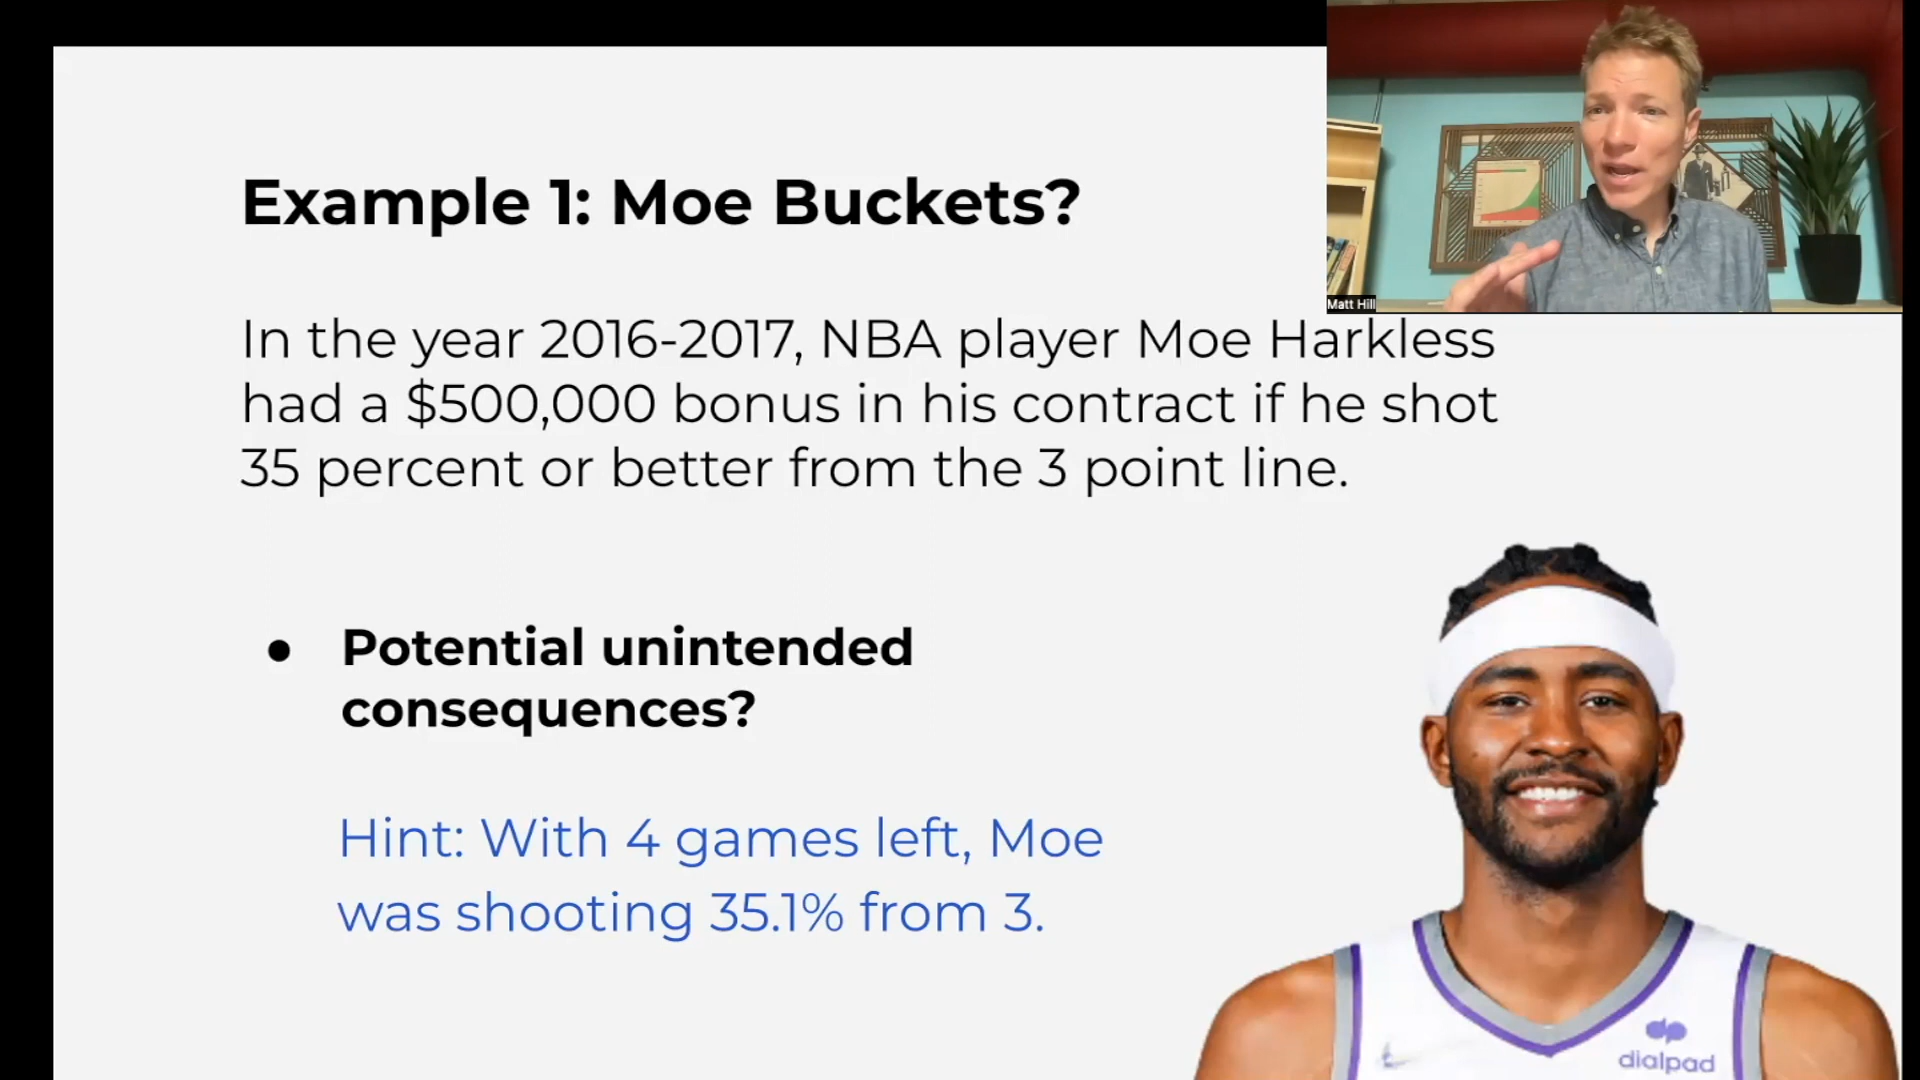 Example 1: Moe Buckets?
Matt Hill
In the year 2016-2017, NBA player Moe Harkless
had a $500,000 bonus in his contract if he shot
35 percent or better from the 3 point line.
● Potential unintended
consequences?
Hint: With 4 games left, Moe
was shooting 35.1% from 3.
dialpad